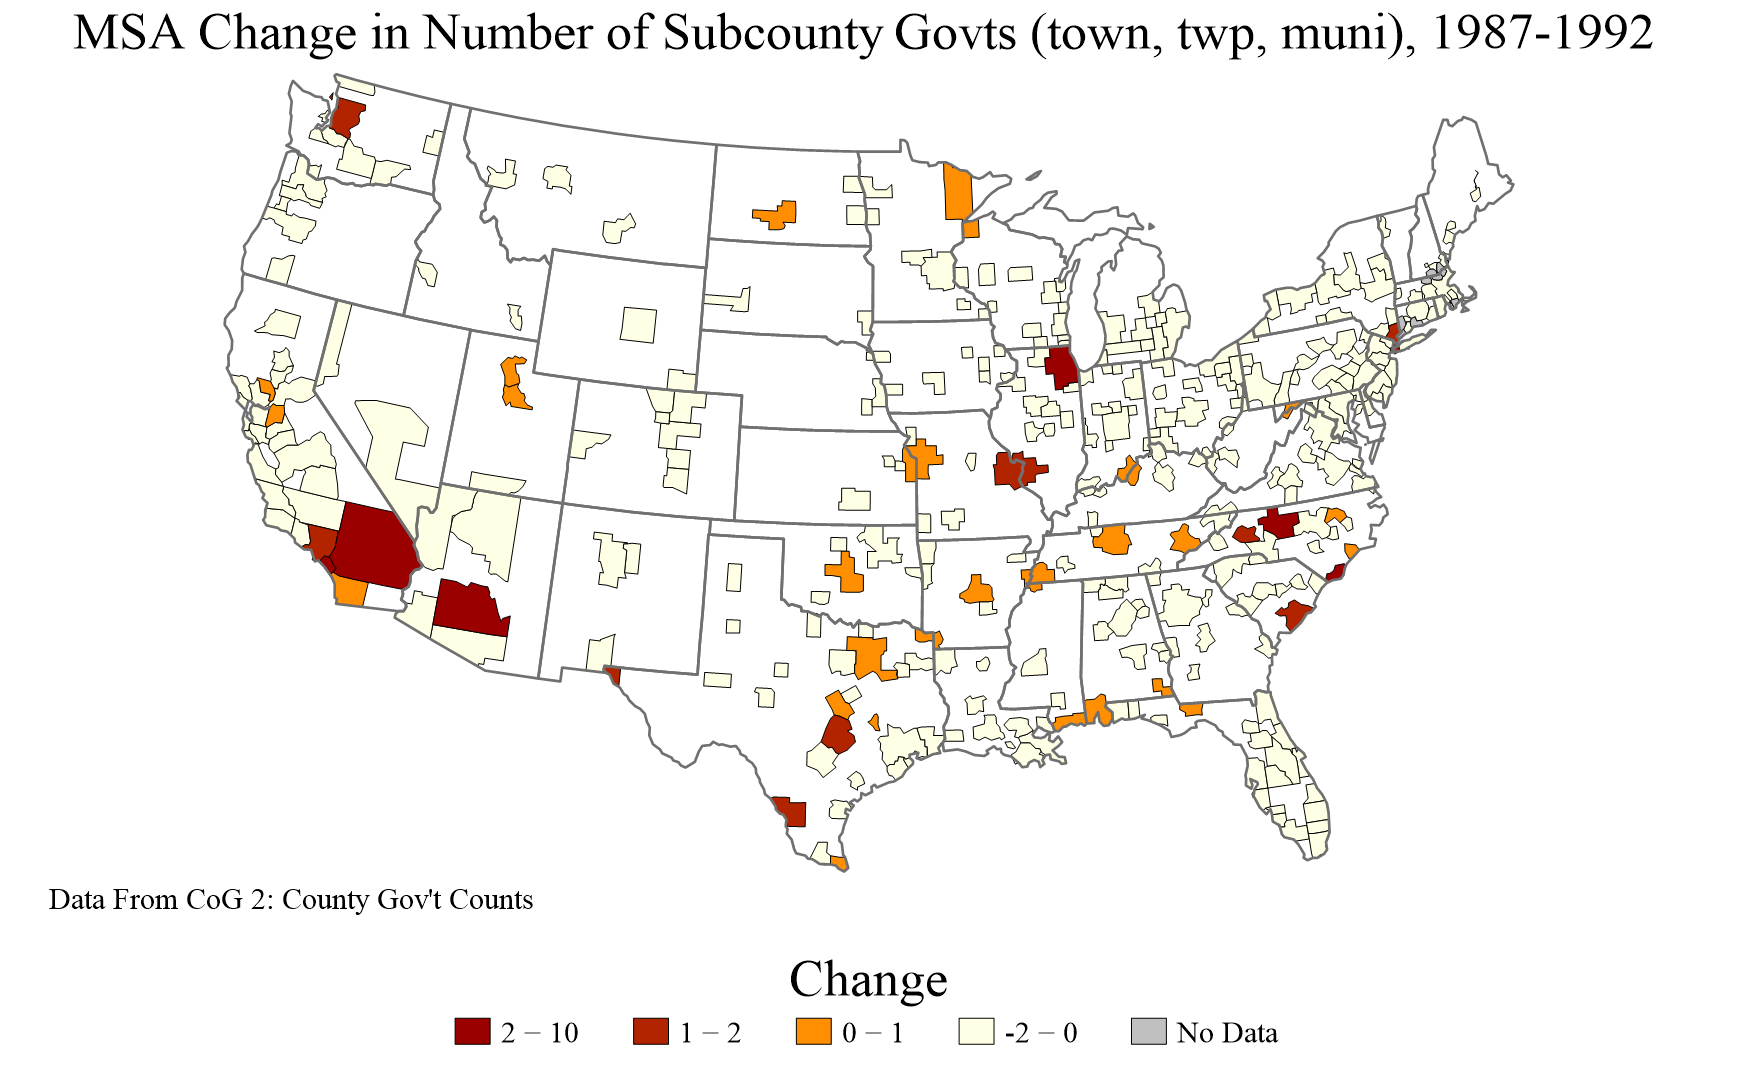 MSA Change in Number of Subcounty Govts (town, twp, muni), 1987-1992
Data From CoG 2: County Gov't Counts
Change
2 – 10 1 – 2 0 – 1 -2 – 0 No Data